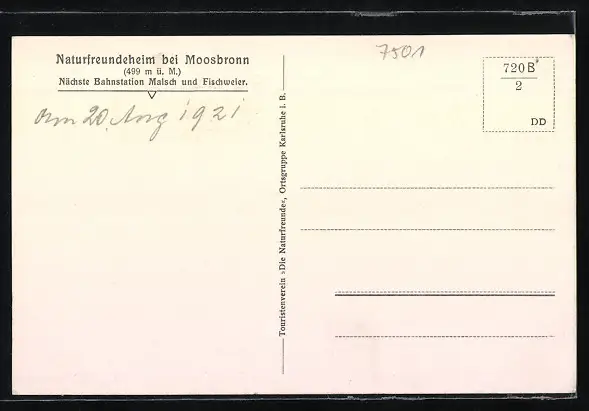 Naturfreundeheim bei Moosbronn
(499 m ü. M.)
Nächste Bahnstation Malsch und Fischweier.
am 20. Aug 1921
Touristenverein »Die Naturfreunde«, Ortsgruppe Karlsruhe i. B.
7501
720 B*
2
DD